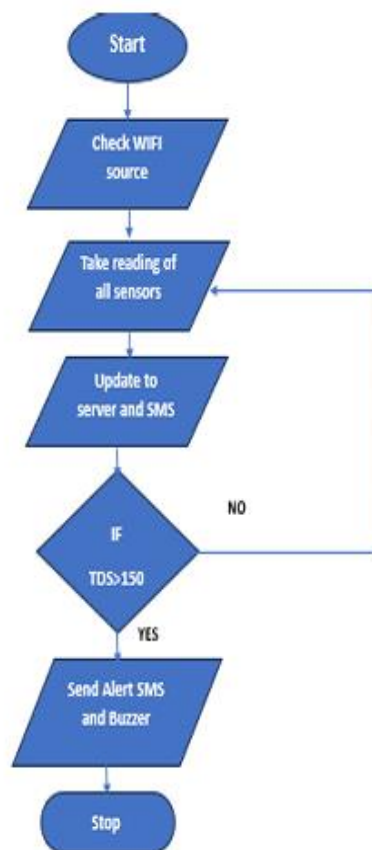 Start
Check WIFI
source
Take reading of
all sensors
Update to
server and SMS
IF
TDS>150
NO
YES
Send Alert SMS
and Buzzer
Stop